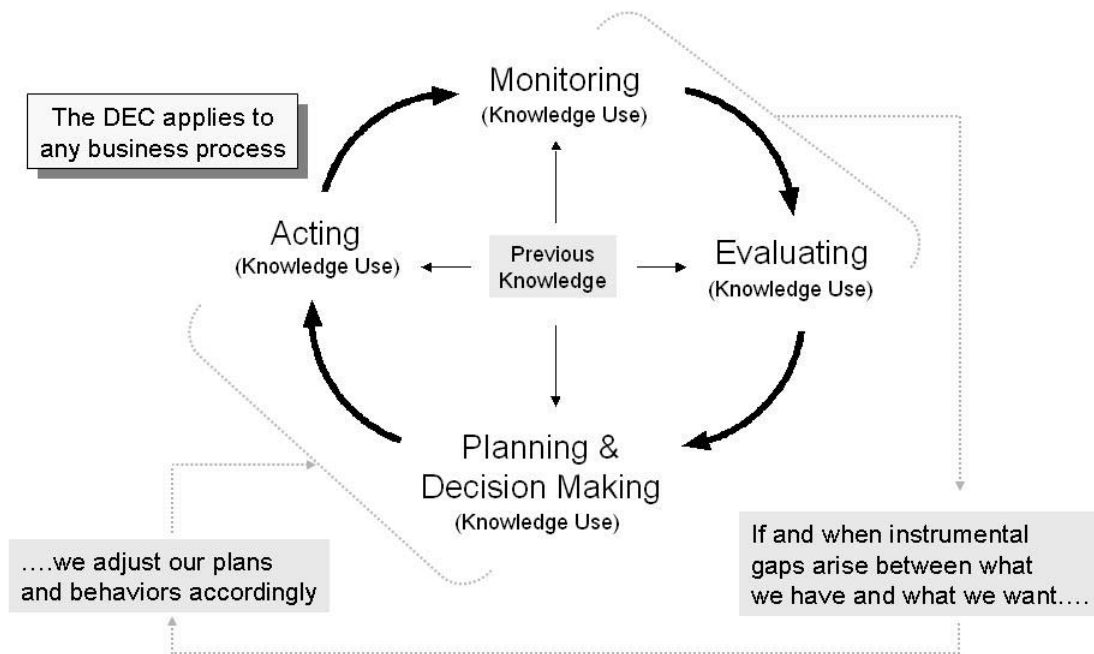 Monitoring
(Knowledge Use)
The DEC applies to
any business process
Acting
(Knowledge Use)
Previous
Knowledge
Evaluating
(Knowledge Use)
Planning &
Decision Making
(Knowledge Use)
If and when instrumental
gaps arise between what
we have and what we want....
....we adjust our plans
and behaviors accordingly